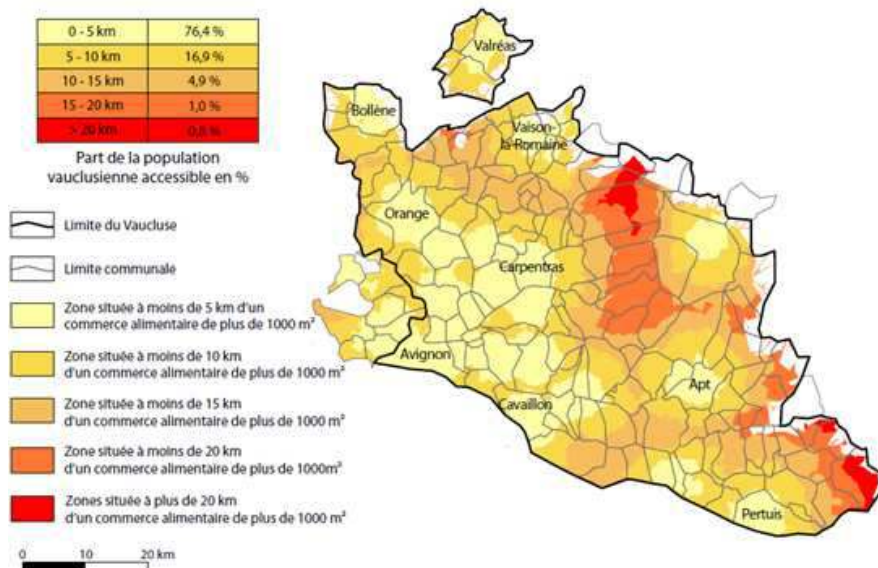 0 - 5 km 76,4 %
5 - 10 km 16,9 %
10 - 15 km 4,9 %
15 - 20 km 1,0 %
> 20 km 0,8 %
Part de la population
vauclusienne accessible en %
Limite du Vaucluse
Limite communale
Zone située à moins de 5 km d'un
commerce alimentaire de plus de 1000 m²
Zone située à moins de 10 km
d'un commerce alimentaire de plus de 1000 m²
Zone située à moins de 15 km
d'un commerce alimentaire de plus de 1000 m²
Zone située à moins de 20 km
d'un commerce alimentaire de plus de 1000m²
Zones située à plus de 20 km
d'un commerce alimentaire de plus de 1000 m²
0 10 20 km
Valréas
Bollène
Vaison-
la-Romaine
Orange
Carpentras
Avignon
Apt
Cavaillon
Pertuis